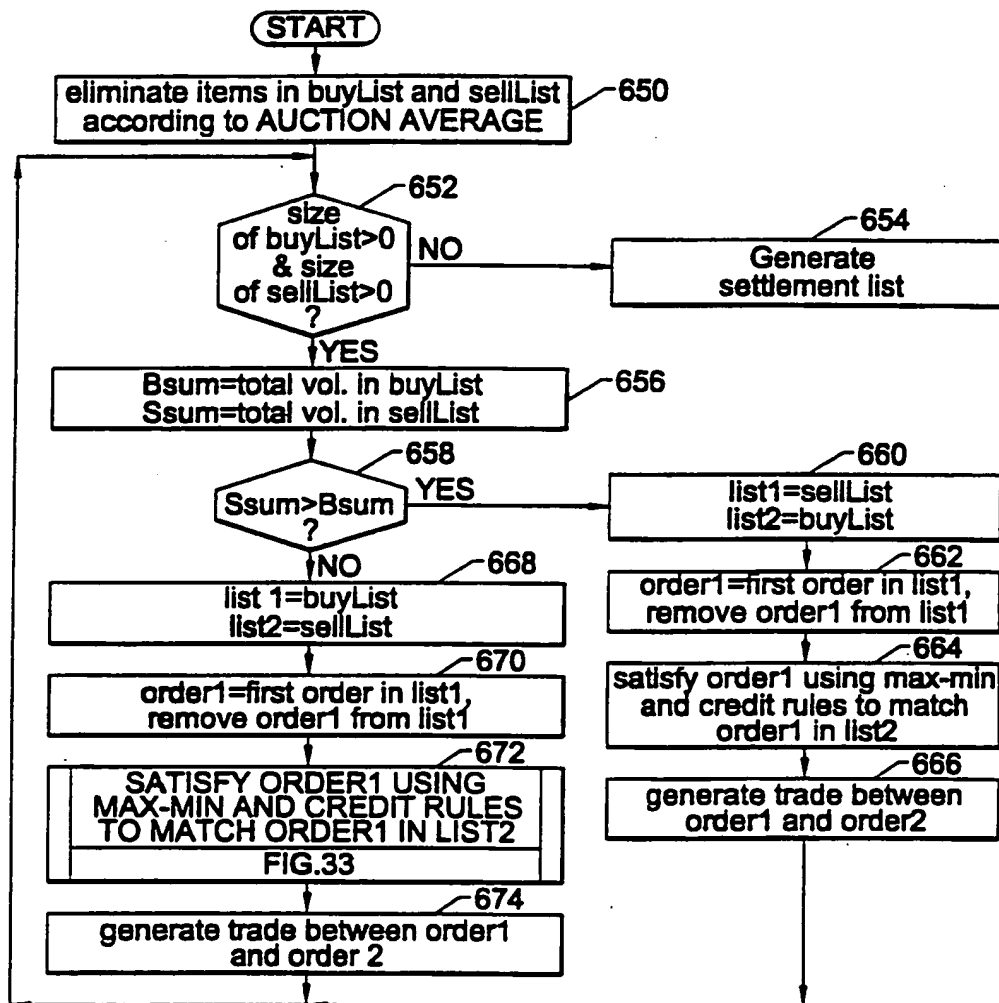 START
eliminate items in buyList and sellList
according to AUCTION AVERAGE
650
652
size
of buyList>0
& size
of sellList>0
?
NO
654
Generate
settlement list
YES
Bsum=total vol. in buyList
Ssum=total vol. in sellList
656
658
Ssum>Bsum
?
YES
660
list1=sellList
list2=buyList
NO
668
list 1=buyList
list2=sellList
662
order1=first order in list1,
remove order1 from list1
670
order1=first order in list1,
remove order1 from list1
664
satisfy order1 using max-min
and credit rules to match
order1 in list2
672
SATISFY ORDER1 USING
MAX-MIN AND CREDIT RULES
TO MATCH ORDER1 IN LIST2
FIG.33
666
generate trade between
order1 and order2
674
generate trade between order1
and order 2